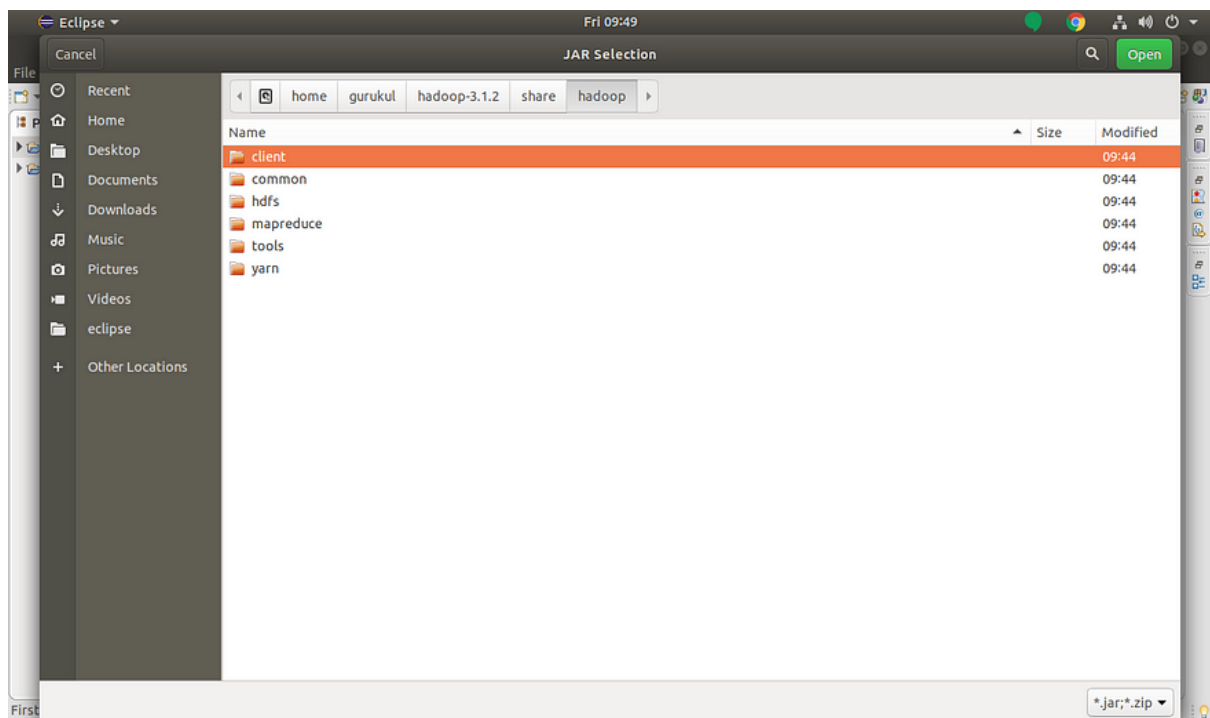 Eclipse Fri 09:49
Cancel JAR Selection Open
File
Recent
Home
Desktop
Documents
Downloads
Music
Pictures
Videos
eclipse
+ Other Locations
home gurukul hadoop-3.1.2 share hadoop
Name Size Modified
client 09:44
common 09:44
hdfs 09:44
mapreduce 09:44
tools 09:44
yarn 09:44
*.jar;*.zip
First